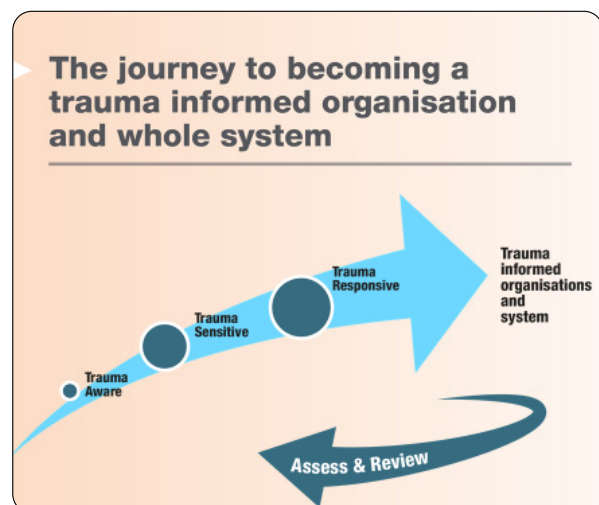 The journey to becoming a
trauma informed organisation
and whole system
Trauma
informed
organisations
and
system
Trauma
Responsive
Trauma
Sensitive
Trauma
Aware
Assess & Review